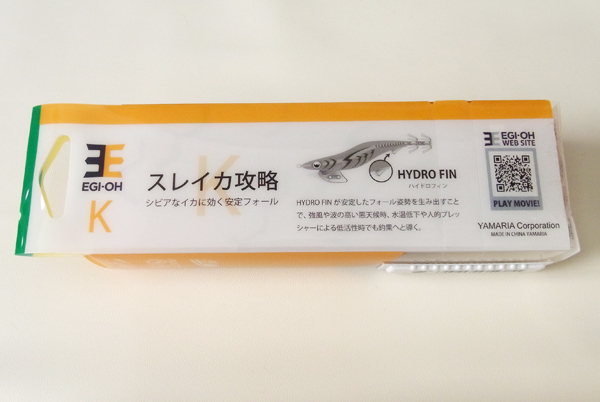 EGI-OH
K
スレイカ攻略
シビアなイカに効く安定フォール
K
HYDRO FIN
ハイドロフィン
HYDRO FINが安定したフォール姿勢を生み出すこと
で、強風や波の高い悪天候時、水温低下や人的プレッ
シャーによる低活性時でも釣果へと導く。
EGI-OH
WEB SITE
PLAY MOVIE!
YAMARIA Corporation
MADE IN CHINA YAMARIA